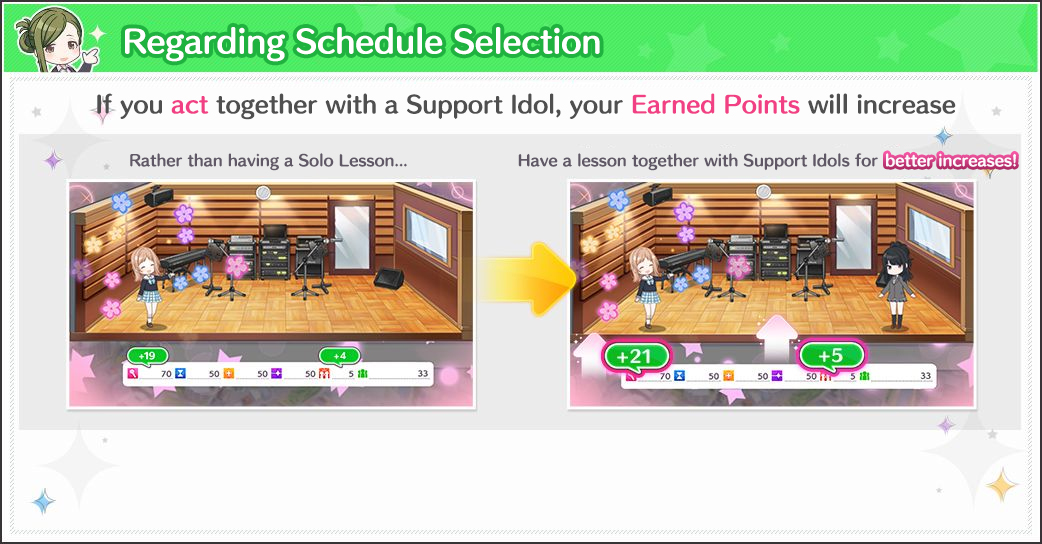 Regarding Schedule Selection
If you act together with a Support Idol, your Earned Points will increase
Rather than having a Solo Lesson...
Have a lesson together with Support Idols for better increases!
+19 +4
70 50 50 50 5 33
+21 +5
70 50 50 50 5 33